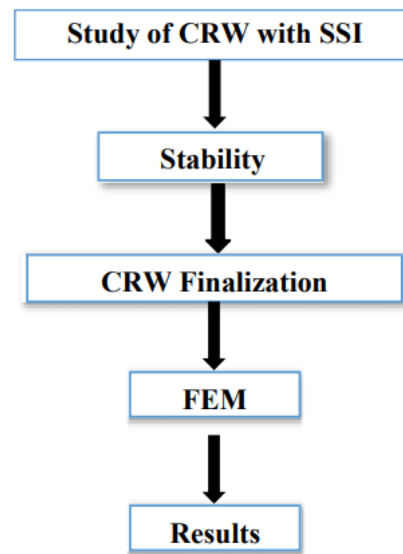 Study of CRW with SSI
Stability
CRW Finalization
FEM
Results